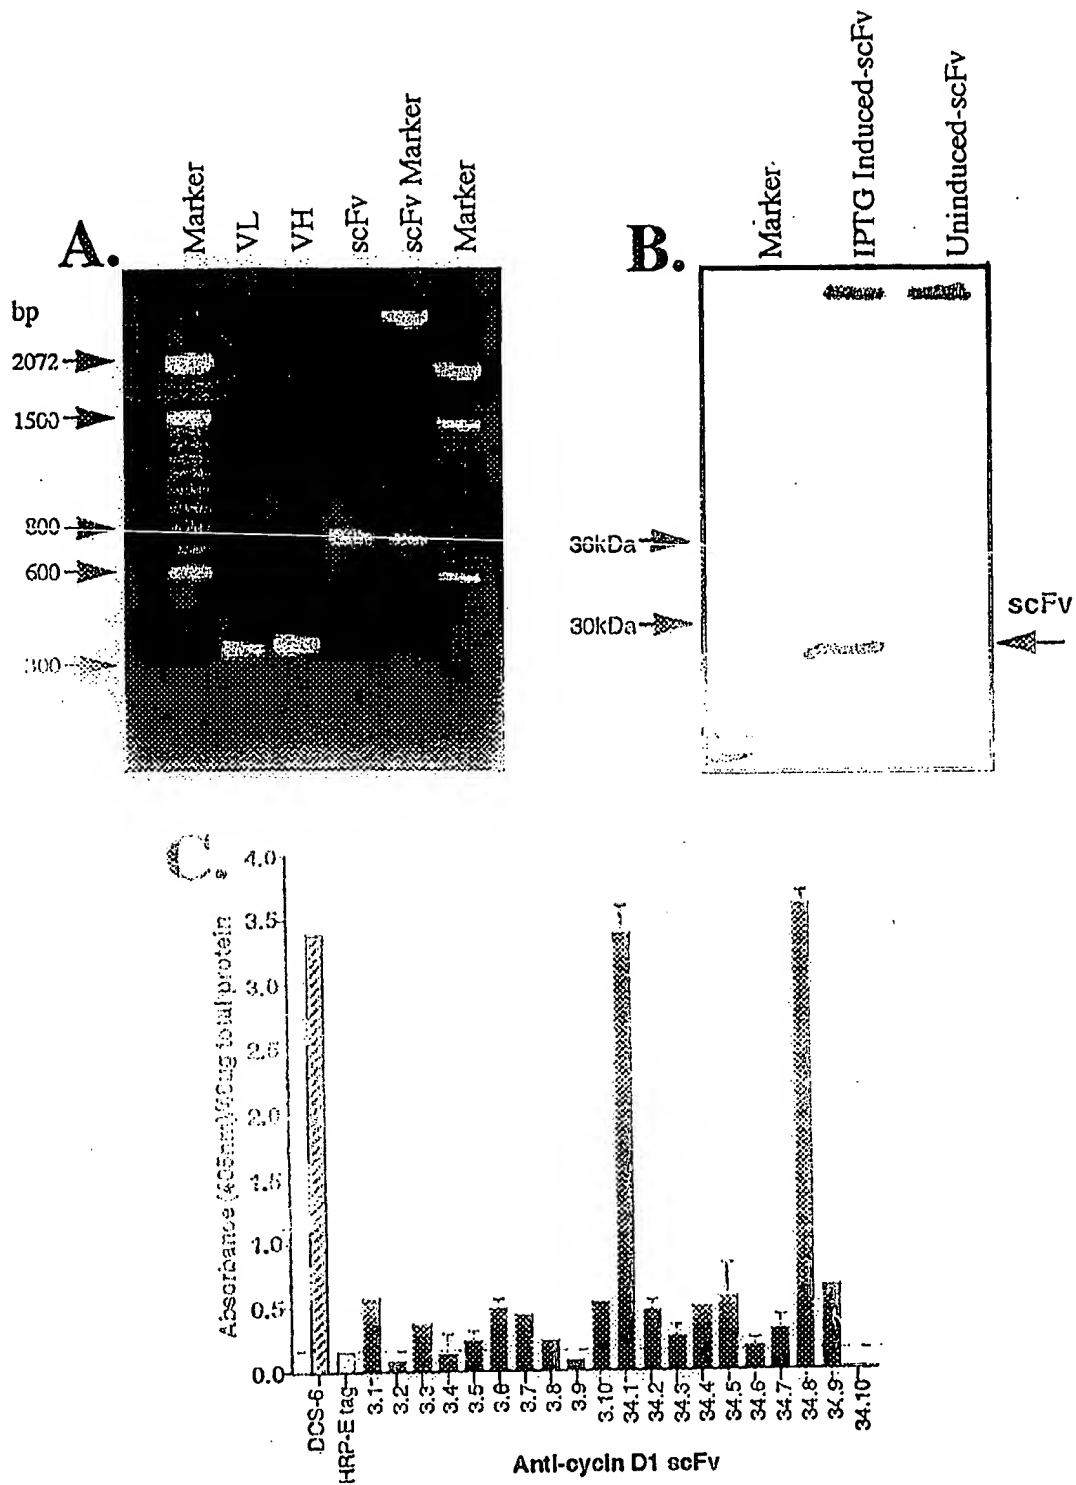 A.
Marker
VL
VH
scFv
scFv Marker
Marker
bp
2072
1500
800
600
300
B.
Marker
IPTG Induced-scFv
Uninduced-scFv
36kDa
30kDa
scFv
C.
Absorbance (405nm)/ total protein
4.0
3.5
3.0
2.5
2.0
1.5
1.0
0.5
0.0
DCS-6
HRP-E tag
3.1
3.2
3.3
3.4
3.5
3.6
3.7
3.8
3.9
3.10
34.1
34.2
34.3
34.4
34.5
34.6
34.7
34.8
34.9
34.10
Anti-cycln D1 scFv